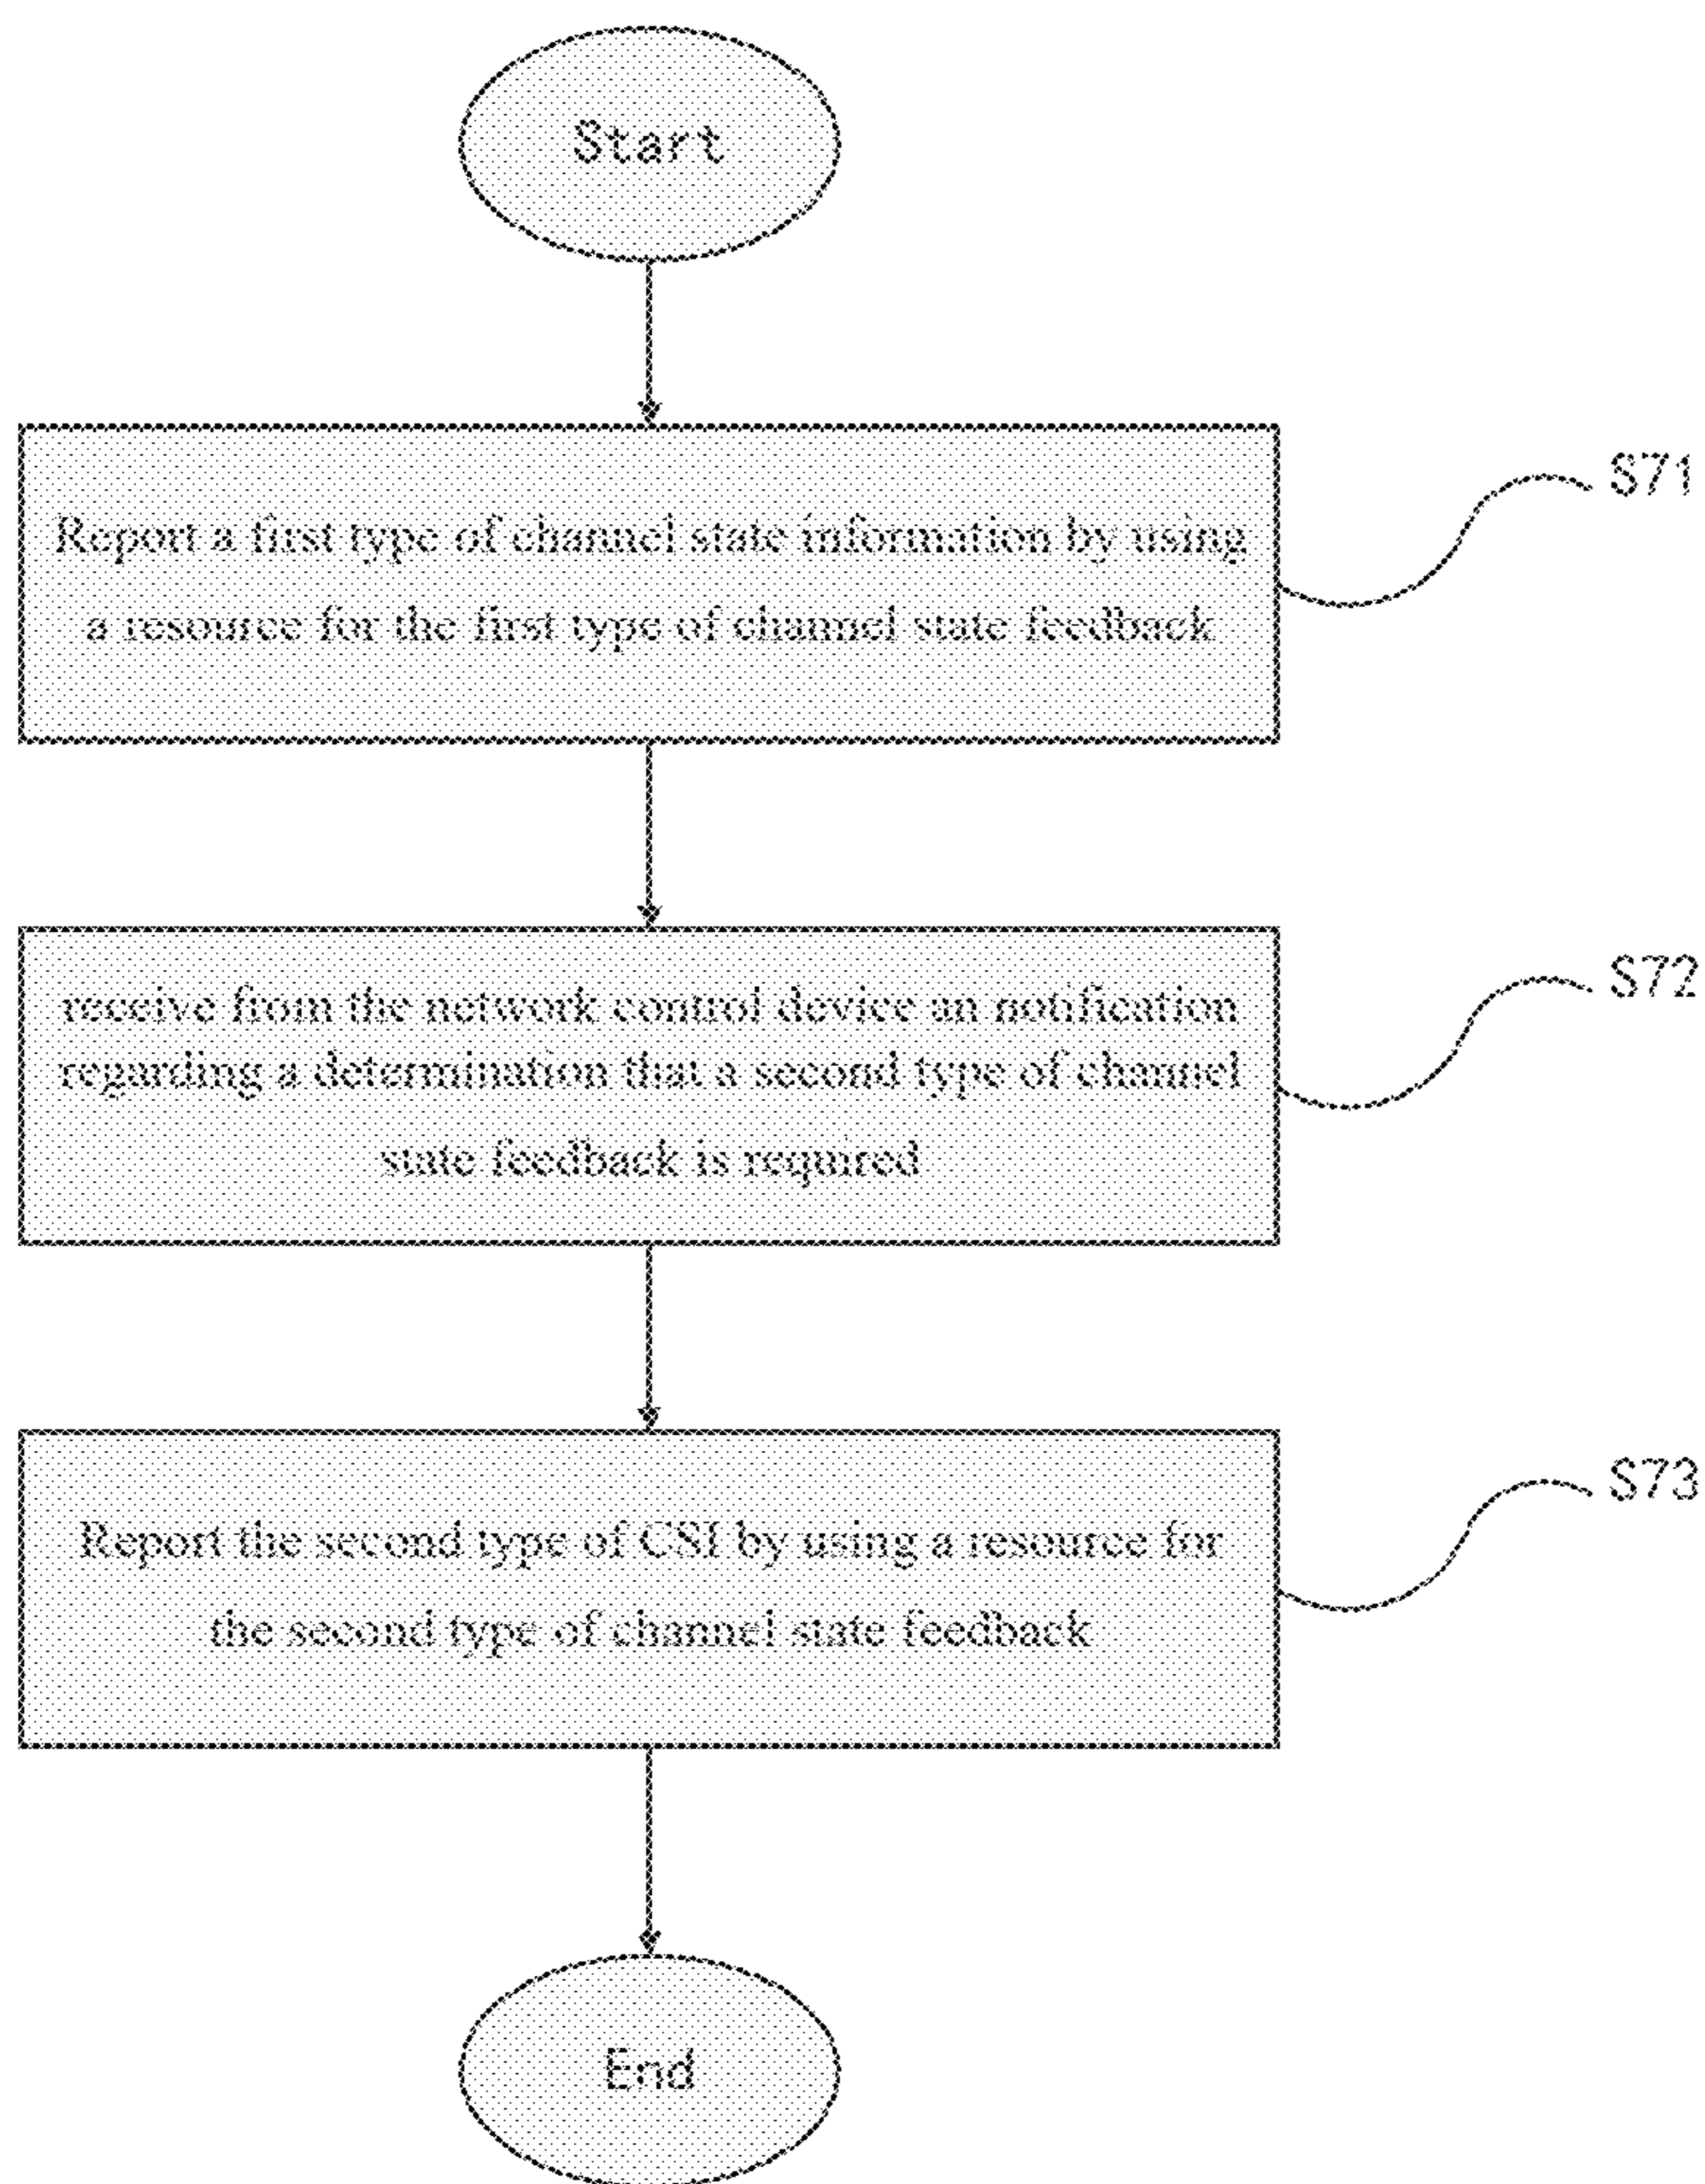 Start
Report a first type of channel state information by using
a resource for the first type of channel state feedback
S71
receive from the network control device an notification
regarding a determination that a second type of channel
state feedback is required
S72
Report the second type of CSI by using a resource for
the second type of channel state feedback
S73
End